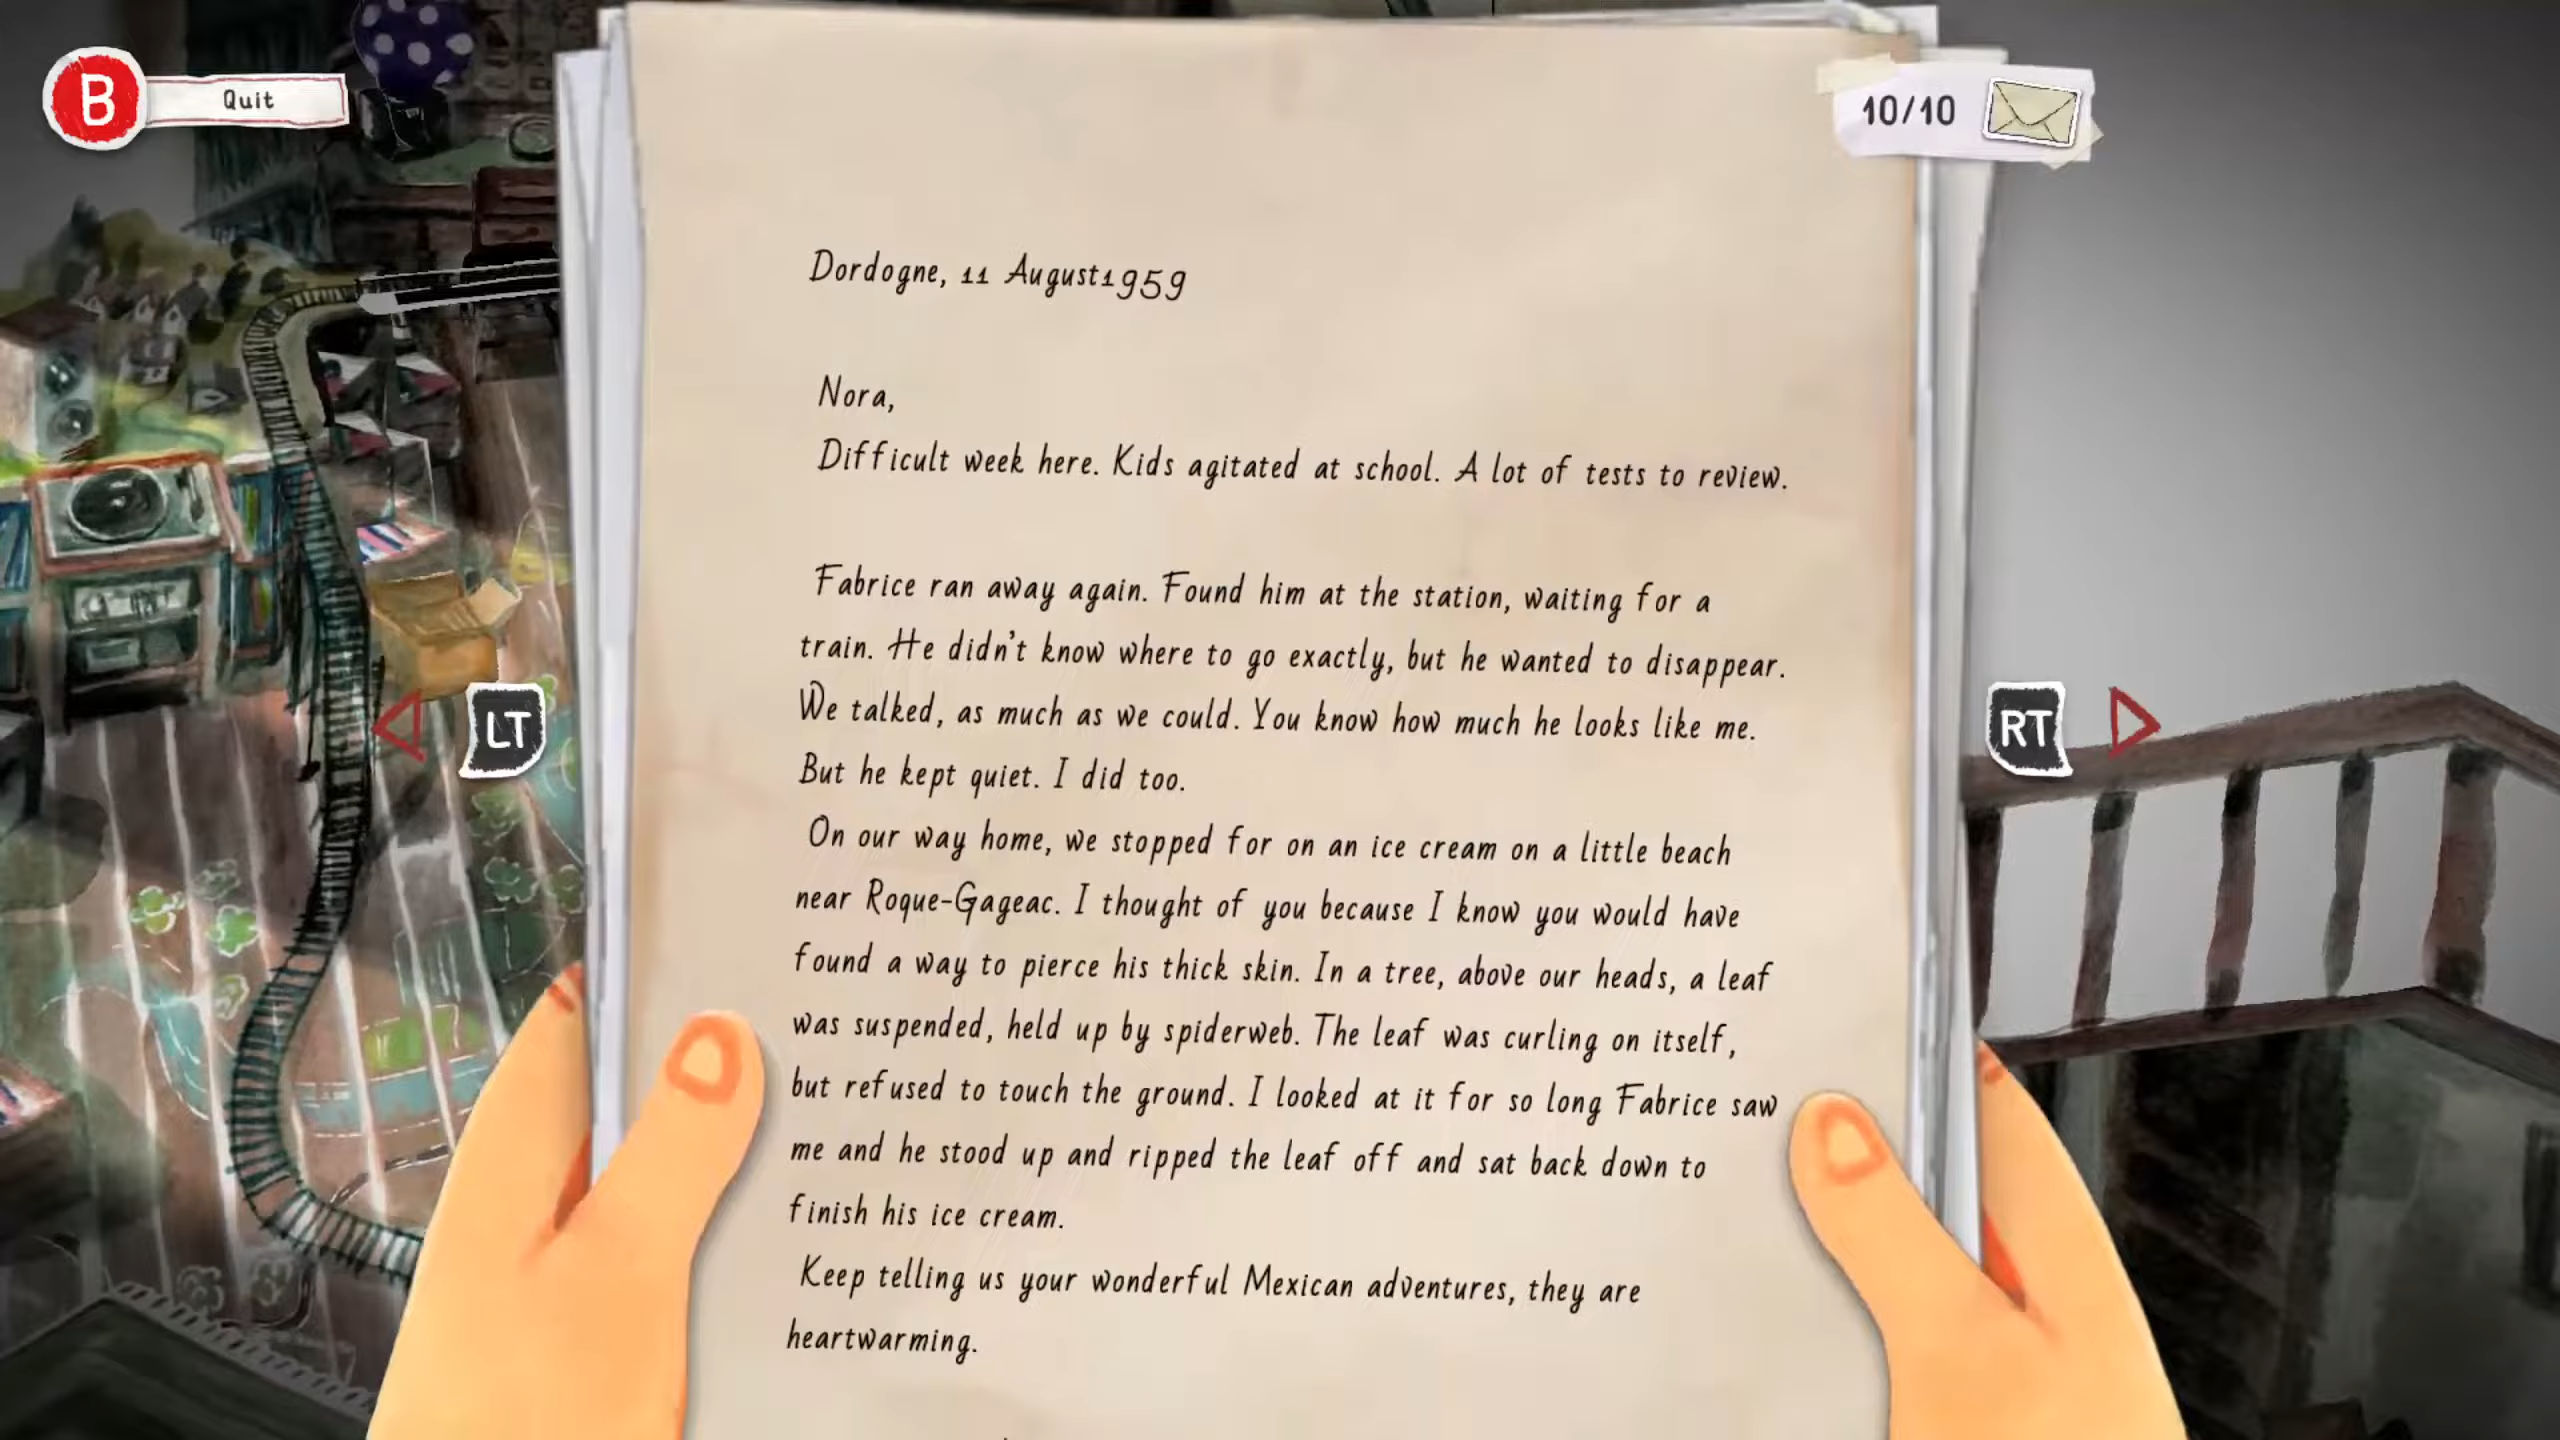 B Quit
10/10
Dordogne, 11 August1959
Nora,
Difficult week here. Kids agitated at school. A lot of tests to review.
Fabrice ran away again. Found him at the station, waiting for a
train. He didn't know where to go exactly, but he wanted to disappear.
We talked, as much as we could. You know how much he looks like me.
But he kept quiet. I did too.
On our way home, we stopped for on an ice cream on a little beach
near Roque-Gageac. I thought of you because I know you would have
found a way to pierce his thick skin. In a tree, above our heads, a leaf
was suspended, held up by spiderweb. The leaf was curling on itself,
but refused to touch the ground. I looked at it for so long Fabrice saw
me and he stood up and ripped the leaf off and sat back down to
finish his ice cream.
Keep telling us your wonderful Mexican adventures, they are
heartwarming.
LT
RT